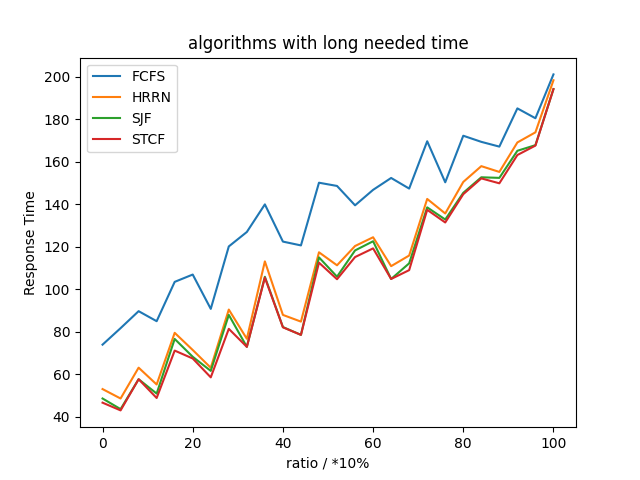 algorithms with long needed time
FCFS
HRRN
SJF
STCF
Response Time
200
180
160
140
120
100
80
60
40
0 20 40 60 80 100
ratio / *10%